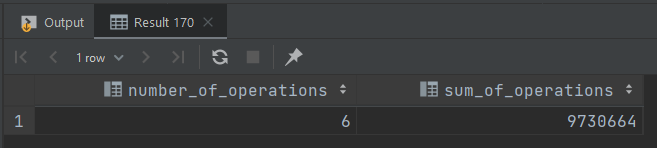 Output Result 170
1 row
number_of_operations sum_of_operations
1 6 9730664